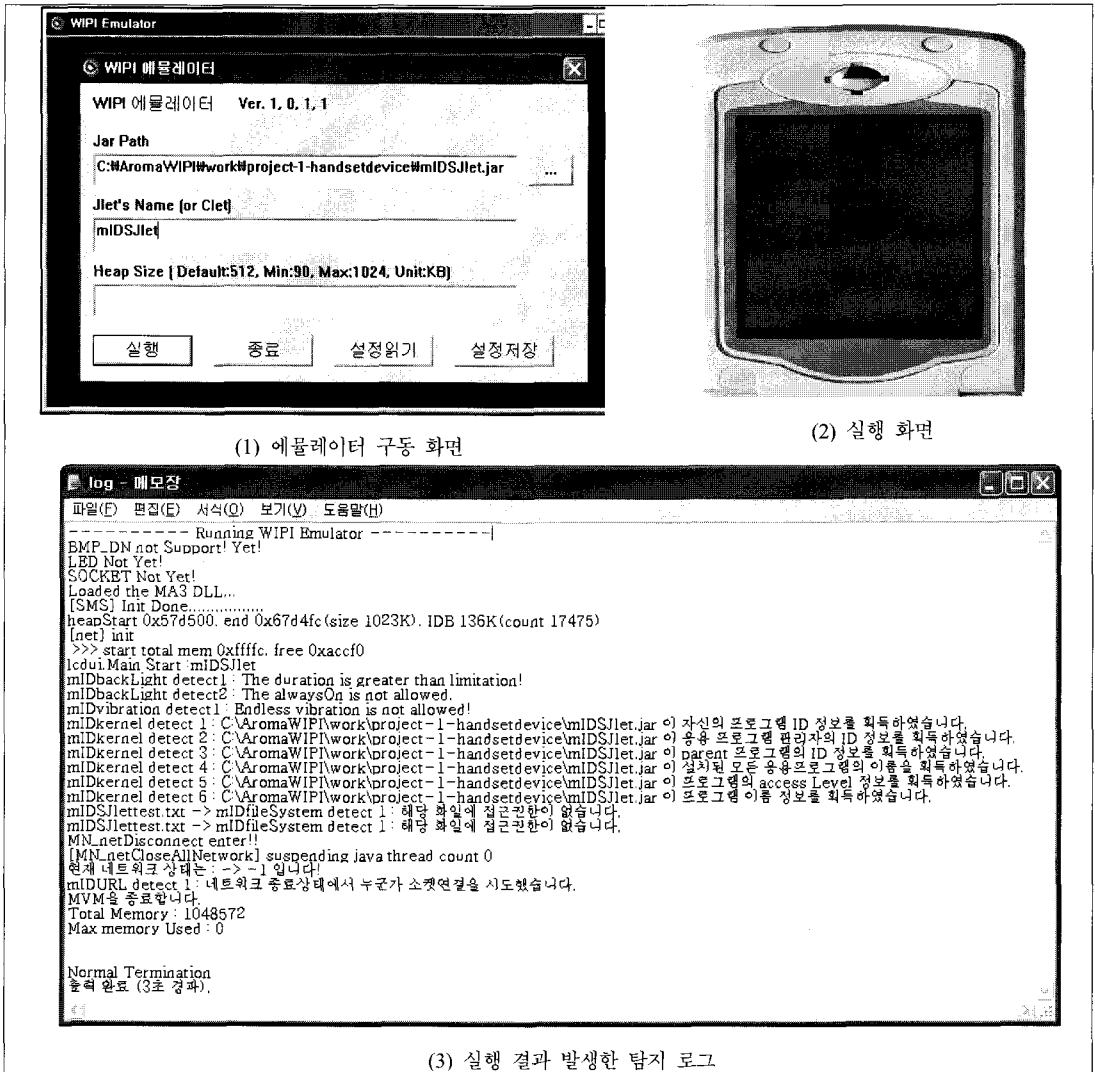 WIPI Emulator
WIPI 에뮬레이터
WIPI 에뮬레이터 Ver. 1, 0, 1, 1
Jar Path
C:₩AromaWIPI₩work₩project-1-handsetdevice₩mIDSJlet.jar
...
Jlet's Name (or Clet)
mIDSJlet
Heap Size ( Default:512, Min:90, Max:1024, Unit:KB)
실행 종료 설정읽기 설정저장
(1) 에뮬레이터 구동 화면
(2) 실행 화면
log - 메모장
파일(F) 편집(E) 서식(O) 보기(V) 도움말(H)
----------- Running WIPI Emulator -----------
BMP_DN not Support! Yet!
LED Not Yet!
SOCKET Not Yet!
Loaded the MA3 DLL...
[SMS] Init Done.................
heapStart 0x57d500, end 0x67d4fc(size 1023K), IDB 136K(count 17475)
[net] init
>>> start total mem 0xffffc, free 0xaccf0
lcdui.Main Start :mIDSJlet
mIDbackLight detect1 : The duration is greater than limitation!
mIDbackLight detect2 : The alwaysOn is not allowed.
mIDvibration detect1 : Endless vibration is not allowed!
mIDkernel detect 1 : C:\AromaWIPI\work\project-1-handsetdevice\mIDSJlet.jar 이 자신의 프로그램 ID 정보를 획득하였습니다.
mIDkernel detect 2 : C:\AromaWIPI\work\project-1-handsetdevice\mIDSJlet.jar 이 응용 프로그램 관리자의 ID 정보를 획득하였습니다.
mIDkernel detect 3 : C:\AromaWIPI\work\project-1-handsetdevice\mIDSJlet.jar 이 parent 프로그램의 ID 정보를 획득하였습니다.
mIDkernel detect 4 : C:\AromaWIPI\work\project-1-handsetdevice\mIDSJlet.jar 이 설치된 모든 응용프로그램의 이름을 획득하였습니다.
mIDkernel detect 5 : C:\AromaWIPI\work\project-1-handsetdevice\mIDSJlet.jar 이 프로그램의 access Level 정보를 획득하였습니다.
mIDkernel detect 6 : C:\AromaWIPI\work\project-1-handsetdevice\mIDSJlet.jar 이 프로그램 이름 정보를 획득하였습니다.
mIDSJlettest.txt -> mIDfileSystem detect 1 : 해당 화일에 접근권한이 없습니다.
mIDSJlettest.txt -> mIDfileSystem detect 1 : 해당 화일에 접근권한이 없습니다.
MN_netDisconnect enter!!
[MN_netCloseAllNetwork] suspending java thread count 0
현재 네트워크 상태는 : -> -1 입니다!
mIDURL detect 1 : 네트워크 종료상태에서 누군가 소켓연결을 시도했습니다.
MVM을 종료합니다.
Total Memory : 1048572
Max memory Used : 0
Normal Termination
출력 완료 (3초 경과),
(3) 실행 결과 발생한 탐지 로그